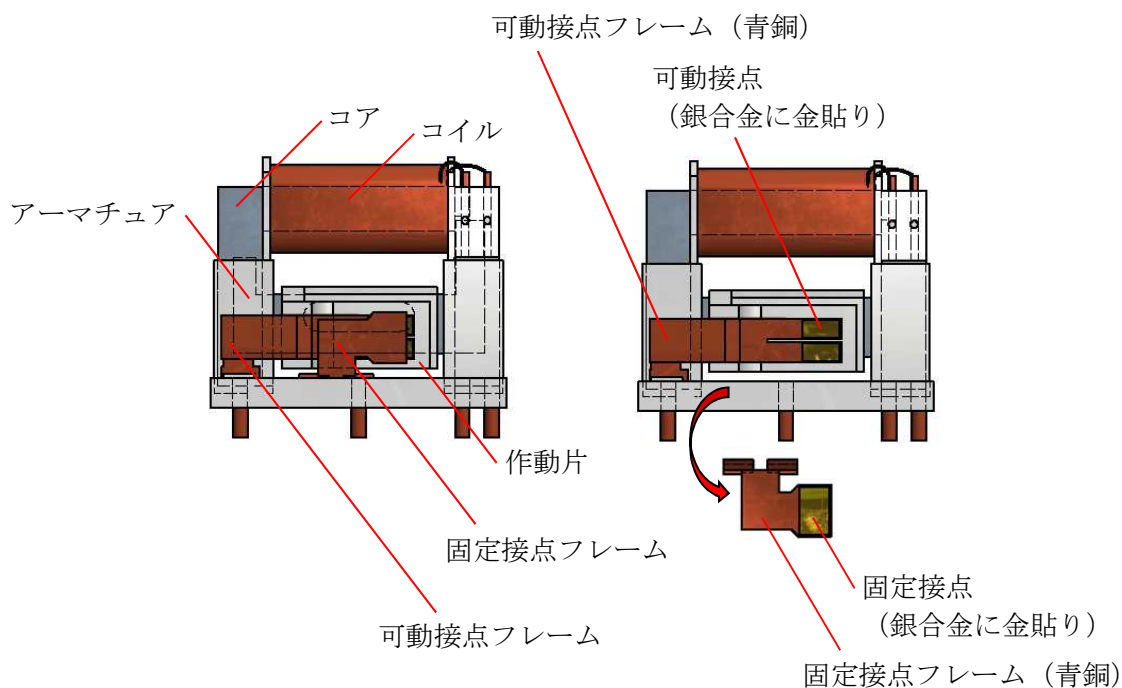 可動接点フレーム（青銅）
可動接点
（銀合金に金貼り）
コア
コイル
アーマチュア
作動片
固定接点フレーム
固定接点
（銀合金に金貼り）
可動接点フレーム
固定接点フレーム（青銅）